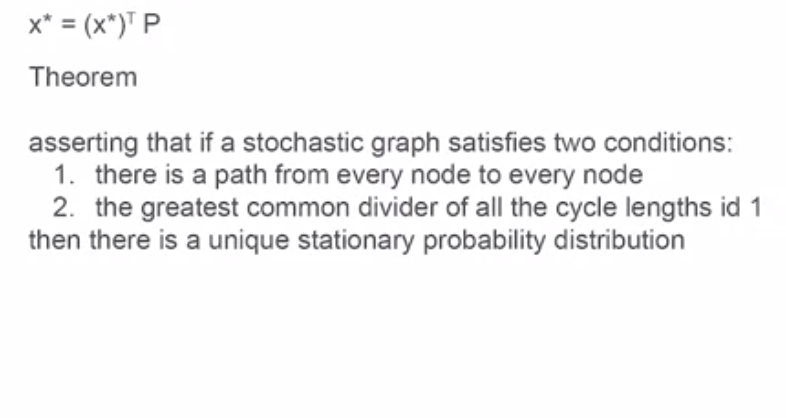 x* = (x*)ᵀ P
Theorem
asserting that if a stochastic graph satisfies two conditions:
1. there is a path from every node to every node
2. the greatest common divider of all the cycle lengths id 1
then there is a unique stationary probability distribution